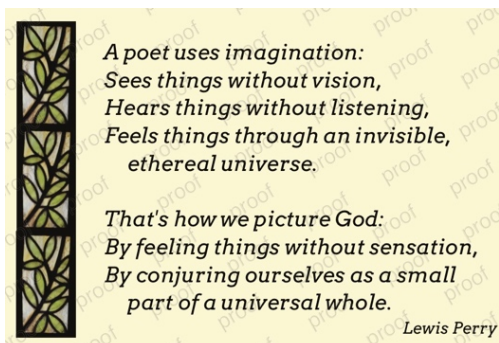 A poet uses imagination:
Sees things without vision,
Hears things without listening,
Feels things through an invisible,
ethereal universe.
That's how we picture God:
By feeling things without sensation,
By conjuring ourselves as a small
part of a universal whole.
Lewis Perry
proof